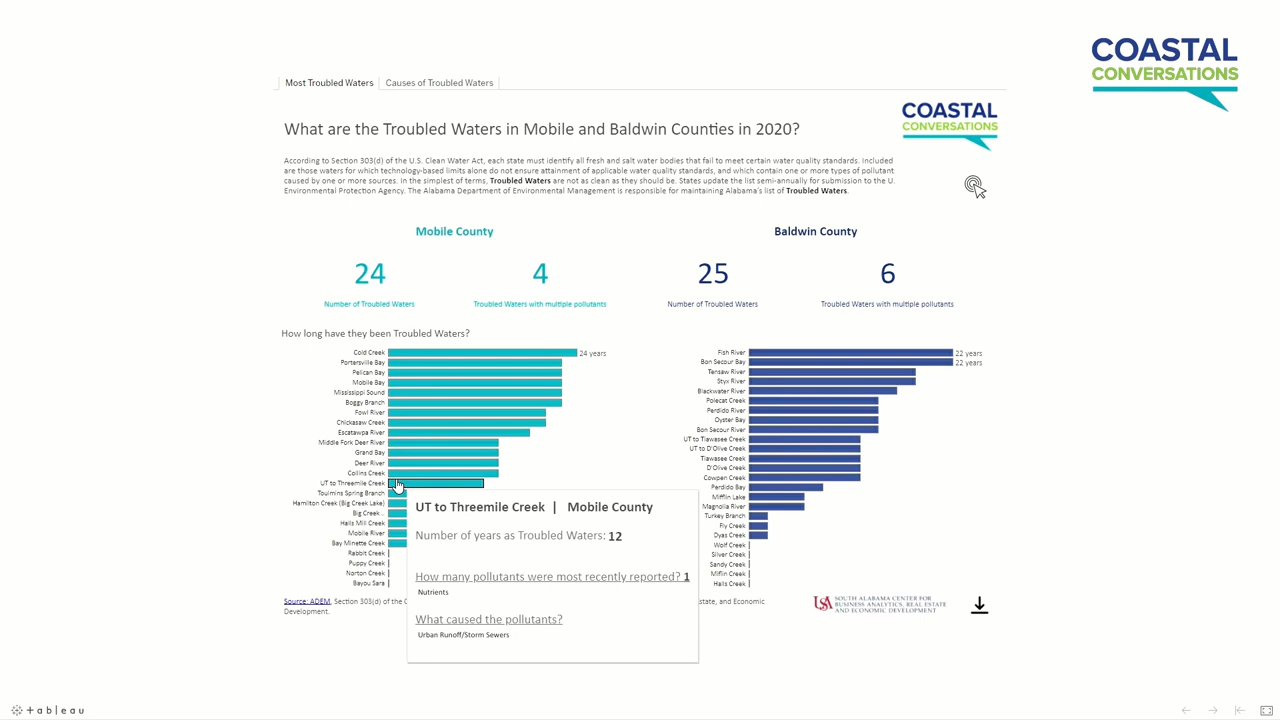 COASTAL
CONVERSATIONS
Most Troubled Waters
Causes of Troubled Waters
COASTAL
CONVERSATIONS
What are the Troubled Waters in Mobile and Baldwin Counties in 2020?
According to Section 303(d) of the U.S. Clean Water Act, each state must identify all fresh and salt water bodies that fail to meet certain water quality standards. Included
are those waters for which technology-based limits alone do not ensure attainment of applicable water quality standards, and which contain one or more types of pollutant
caused by one or more sources. In the simplest of terms, Troubled Waters are not as clean as they should be. States update the list semi-annually for submission to the U.
Environmental Protection Agency. The Alabama Department of Environmental Management is responsible for maintaining Alabama's list of Troubled Waters.
Mobile County
Baldwin County
24
4
25
6
Number of Troubled Waters
Troubled Waters with multiple pollutants
Number of Troubled Waters
Troubled Waters with multiple pollutants
How long have they been Troubled Waters?
Cold Creek
24 years
Portersville Bay
Pelican Bay
Mobile Bay
Mississippi Sound
Boggy Branch
Fowl River
Chickasaw Creek
Escatawpa River
Middle Fork Deer River
Grand Bay
Deer River
Collins Creek
UT to Threemile Creek
Toulmins Spring Branch
Hamilton Creek (Big Creek Lake)
Big Creek..
Halls Mill Creek
Mobile River
Bay Minette Creek
Rabbit Creek
Puppy Creek
Norton Creek
Bayou Sara
Fish River
22 years
Bon Secour Bay
22 years
Tensaw River
Styx River
Blackwater River
Polecat Creek
Perdido River
Oyster Bay
Bon Secour River
UT to Tiawasee Creek
UT to D'Olive Creek
Tiawasee Creek
D'Olive Creek
Cowpen Creek
Perdido Bay
Mifflin Lake
Magnolia River
Turkey Branch
Fly Creek
Dyas Creek
Wolf Creek
Silver Creek
Sandy Creek
Miflin Creek
Halls Creek
UT to Threemile Creek | Mobile County
Number of years as Troubled Waters: 12
How many pollutants were most recently reported? 1
Nutrients
What caused the pollutants?
Urban Runoff/Storm Sewers
Source: ADEM, Section 303(d) of the
state, and Economic
Development.
USA
SOUTH ALABAMA CENTER FOR
BUSINESS ANALYTICS, REAL ESTATE
AND ECONOMIC DEVELOPMENT
+ableau